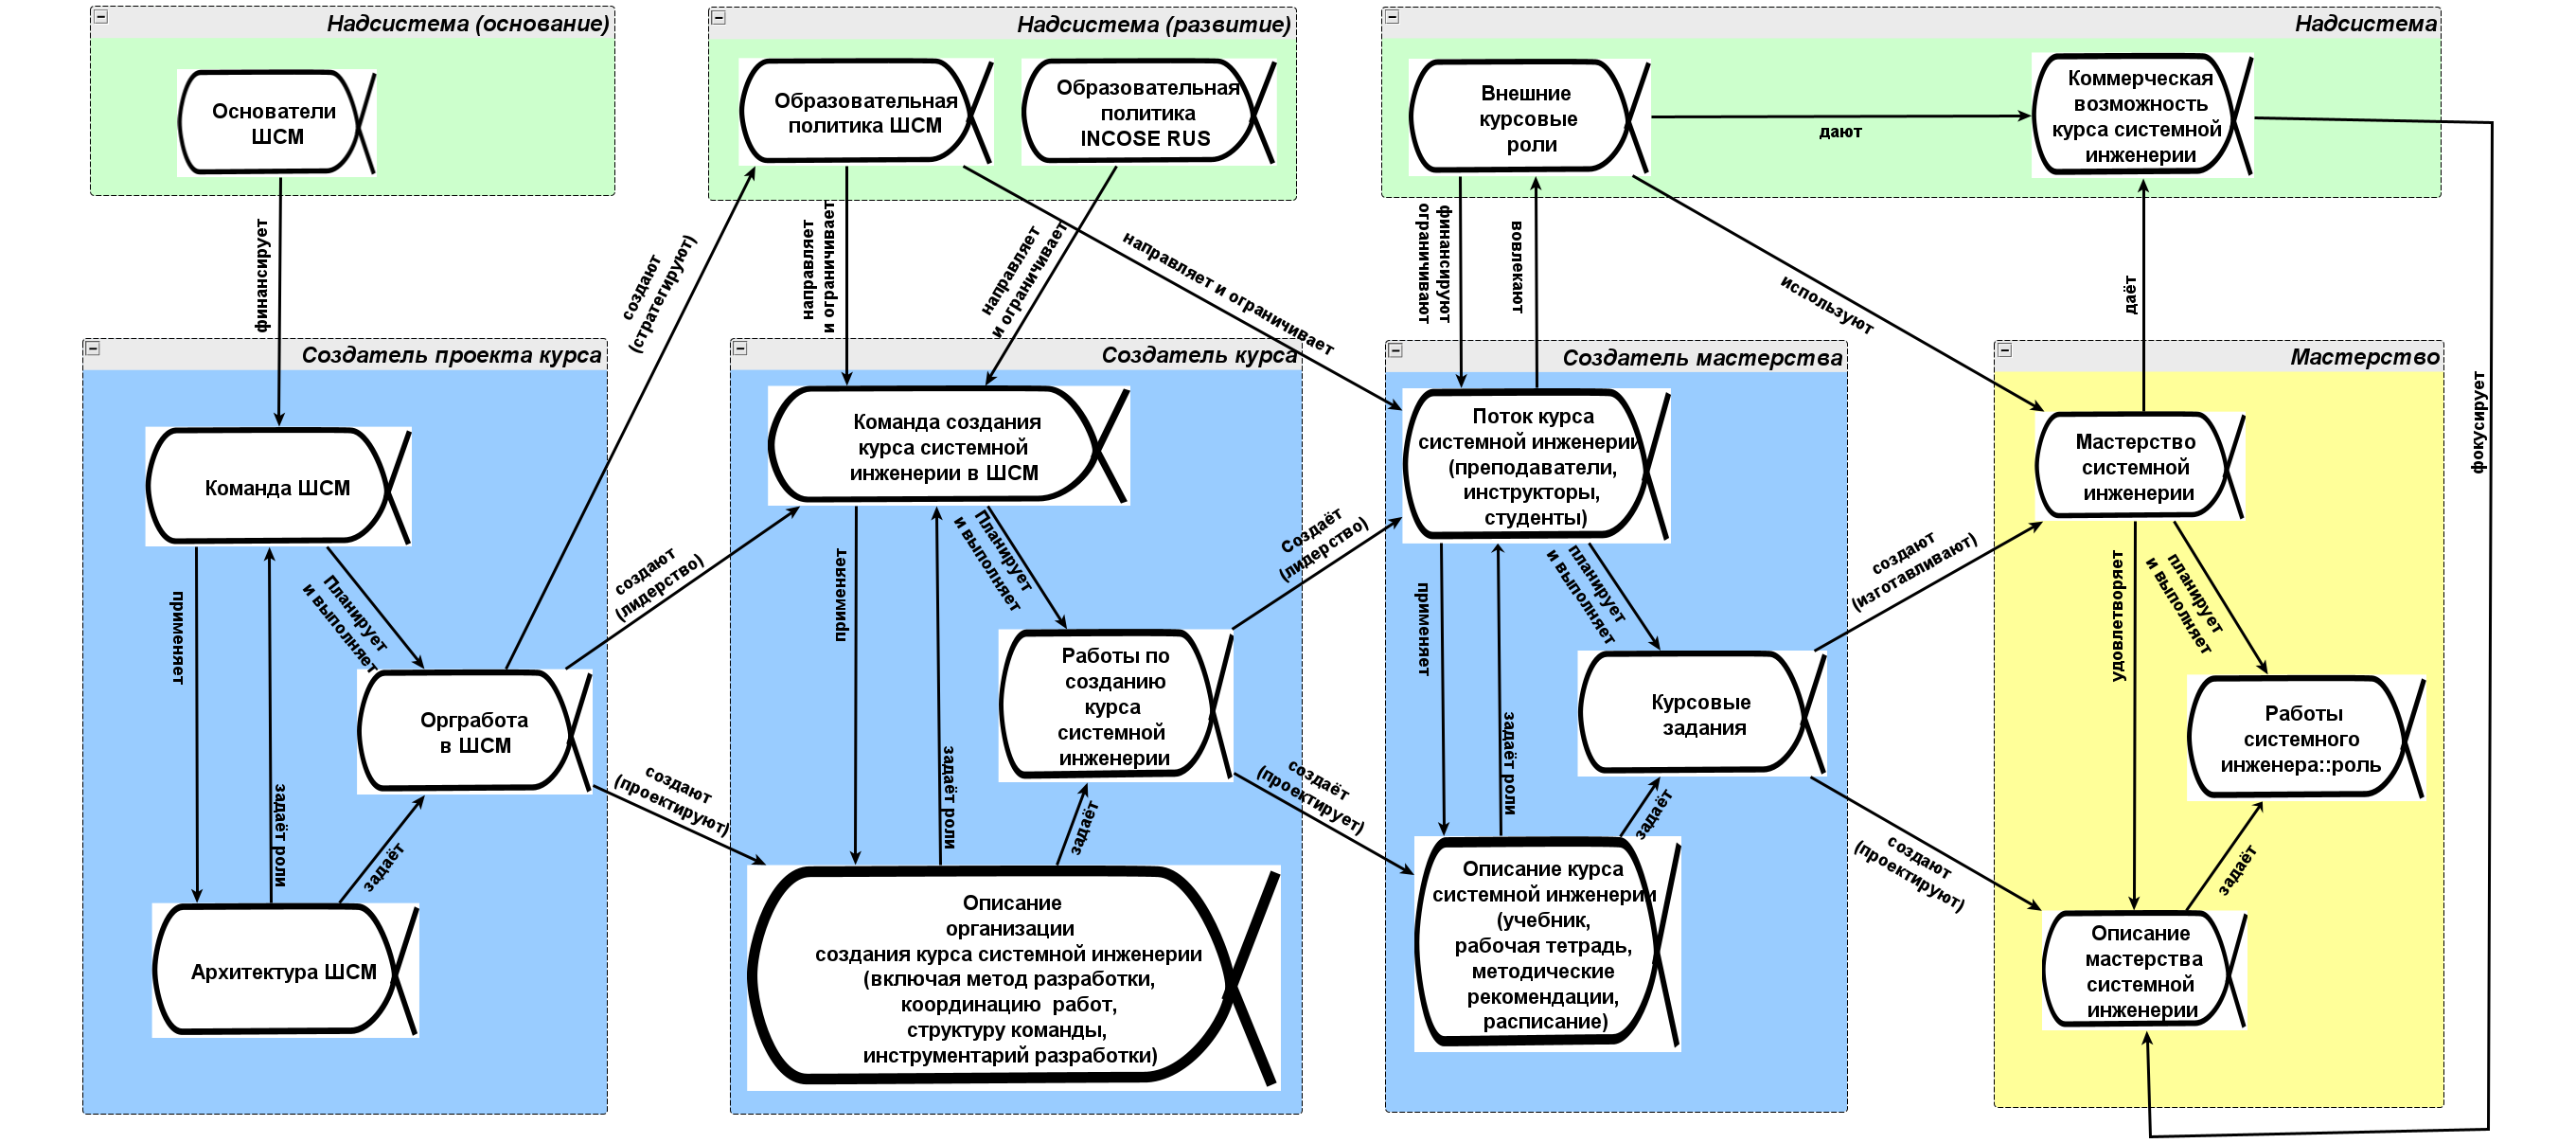 Надсистема (основание)
Основатели
ШСМ
Надсистема (развитие)
Образовательная
политика ШСМ
Образовательная
политика
INCOSE RUS
Надсистема
Внешние
курсовые
роли
дают
Коммерческая
возможность
курса системной
инженерии
финансирует
создают
(стратегируют)
направляет
и ограничивает
направляет
и ограничивает
направляет и ограничивает
финансируют
ограничивают
вовлекают
используют
даёт
фокусирует
Создатель проекта курса
Команда ШСМ
применяет
задаёт роли
Планирует
и выполняет
Оргработа
в ШСМ
задаёт
Архитектура ШСМ
создают
(лидерство)
создают
(проектируют)
Создатель курса
Команда создания
курса системной
инженерии в ШСМ
применяет
задаёт роли
Планирует
и выполняет
Работы по
созданию
курса
системной
инженерии
задаёт
Описание
организации
создания курса системной инженерии
(включая метод разработки,
координацию работ,
структуру команды,
инструментарий разработки)
Создаёт
(лидерство)
создаёт
(проектирует)
Создатель мастерства
Поток курса
системной инженерии
(преподаватели,
инструкторы,
студенты)
применяет
задаёт роли
планирует
и выполняет
Курсовые
задания
задаёт
Описание курса
системной инженерии
(учебник,
рабочая тетрадь,
методические
рекомендации,
расписание)
создают
(изготавливают)
создают
(проектируют)
Мастерство
Мастерство
системной
инженерии
удовлетворяет
планирует
и выполняет
Работы
системного
инженера::роль
задаёт
Описание
мастерства
системной
инженерии